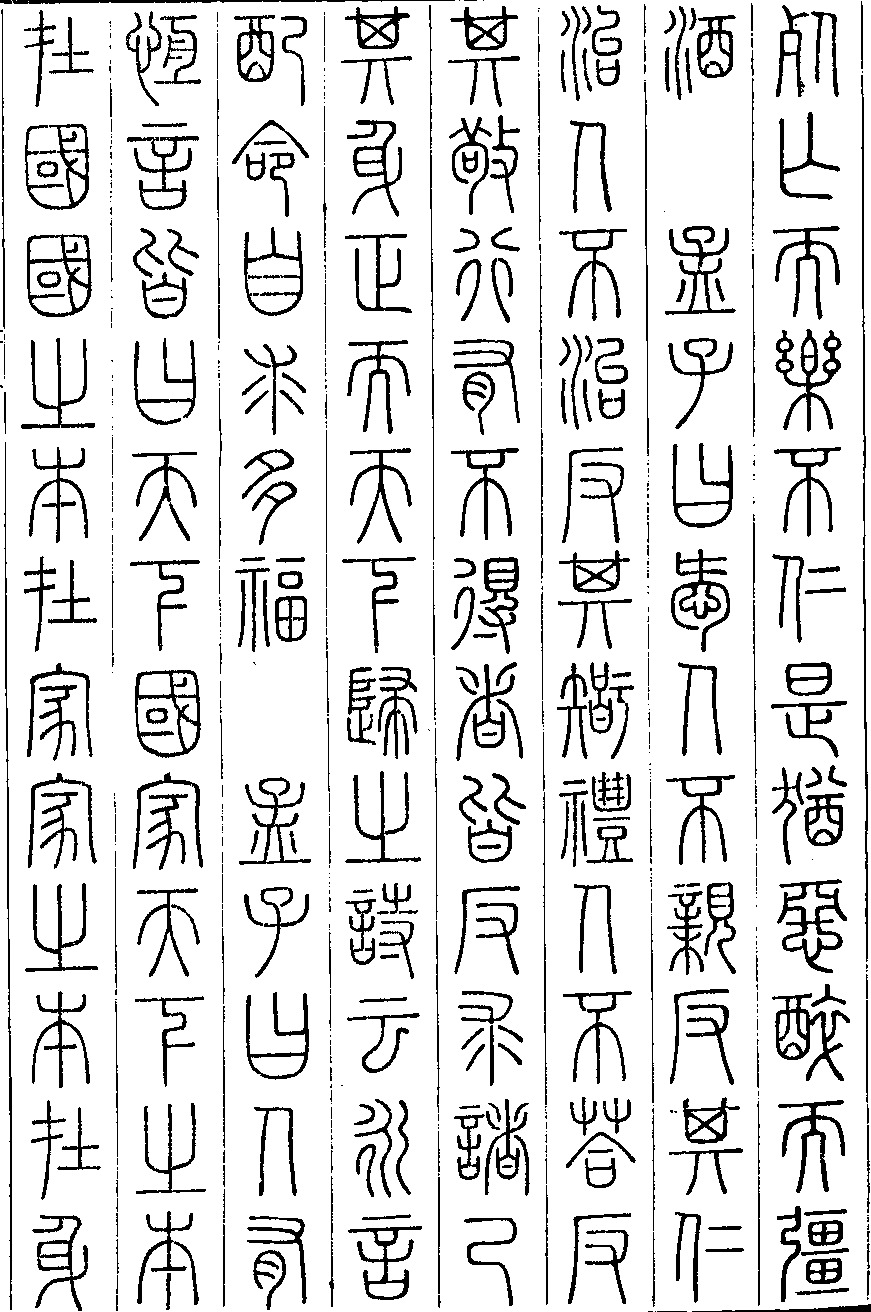 死亡而樂不仁是猶惡醉而彊
酒　孟子曰愛人不親反其仁
治人不治反其智禮人不答反
其敬行有不得者皆反求諸己
其身正而天下歸之詩云永言
配命自求多福　孟子曰人有
恆言皆曰天下國家天下之本
在國國之本在家家之本在身